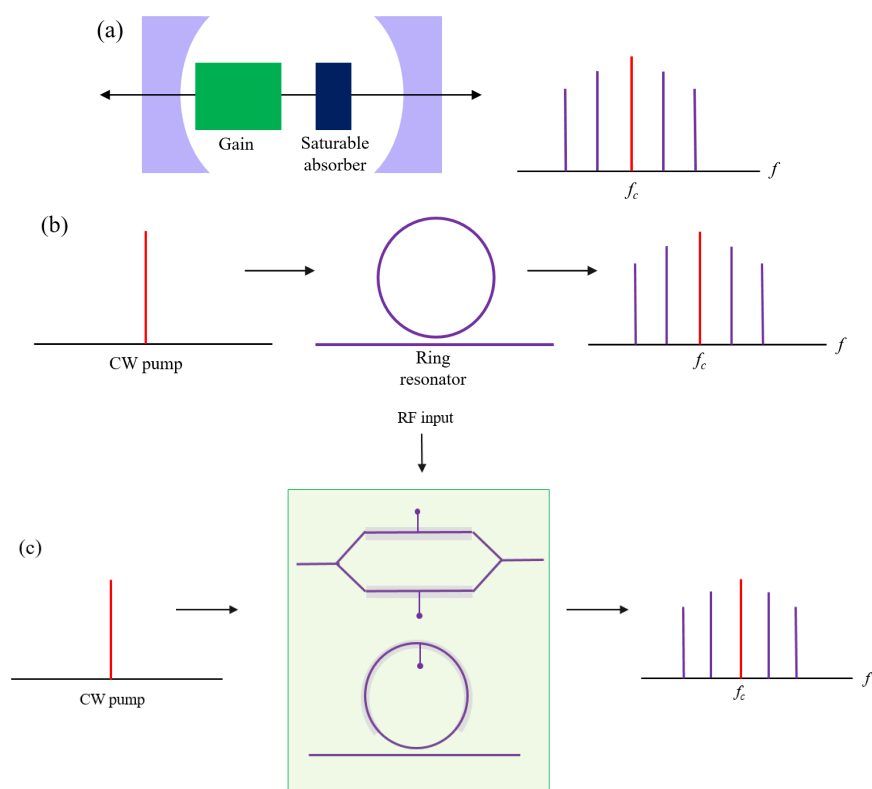 (a)
Gain
Saturable
absorber
f
f_c
(b)
CW pump
Ring
resonator
f
f_c
RF input
(c)
CW pump
f
f_c